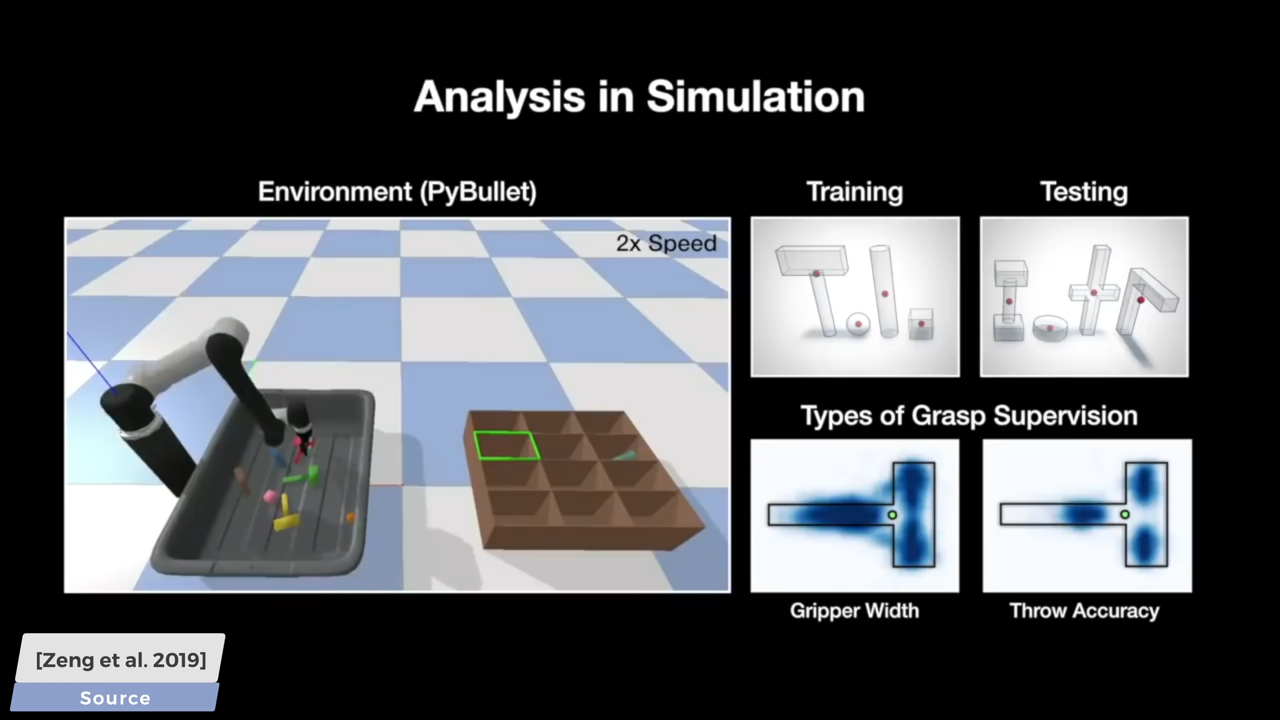 Analysis in Simulation
Environment (PyBullet)
Training
Testing
2x Speed
Types of Grasp Supervision
Gripper Width
Throw Accuracy
[Zeng et al. 2019]
Source